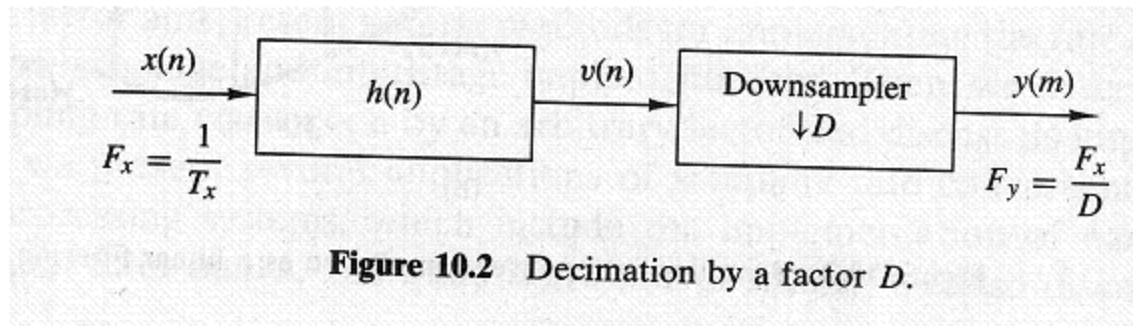 x(n)
h(n)
v(n)
Downsampler
↓D
y(m)
F_x = 1/T_x
F_y = F_x/D
Figure 10.2 Decimation by a factor D.